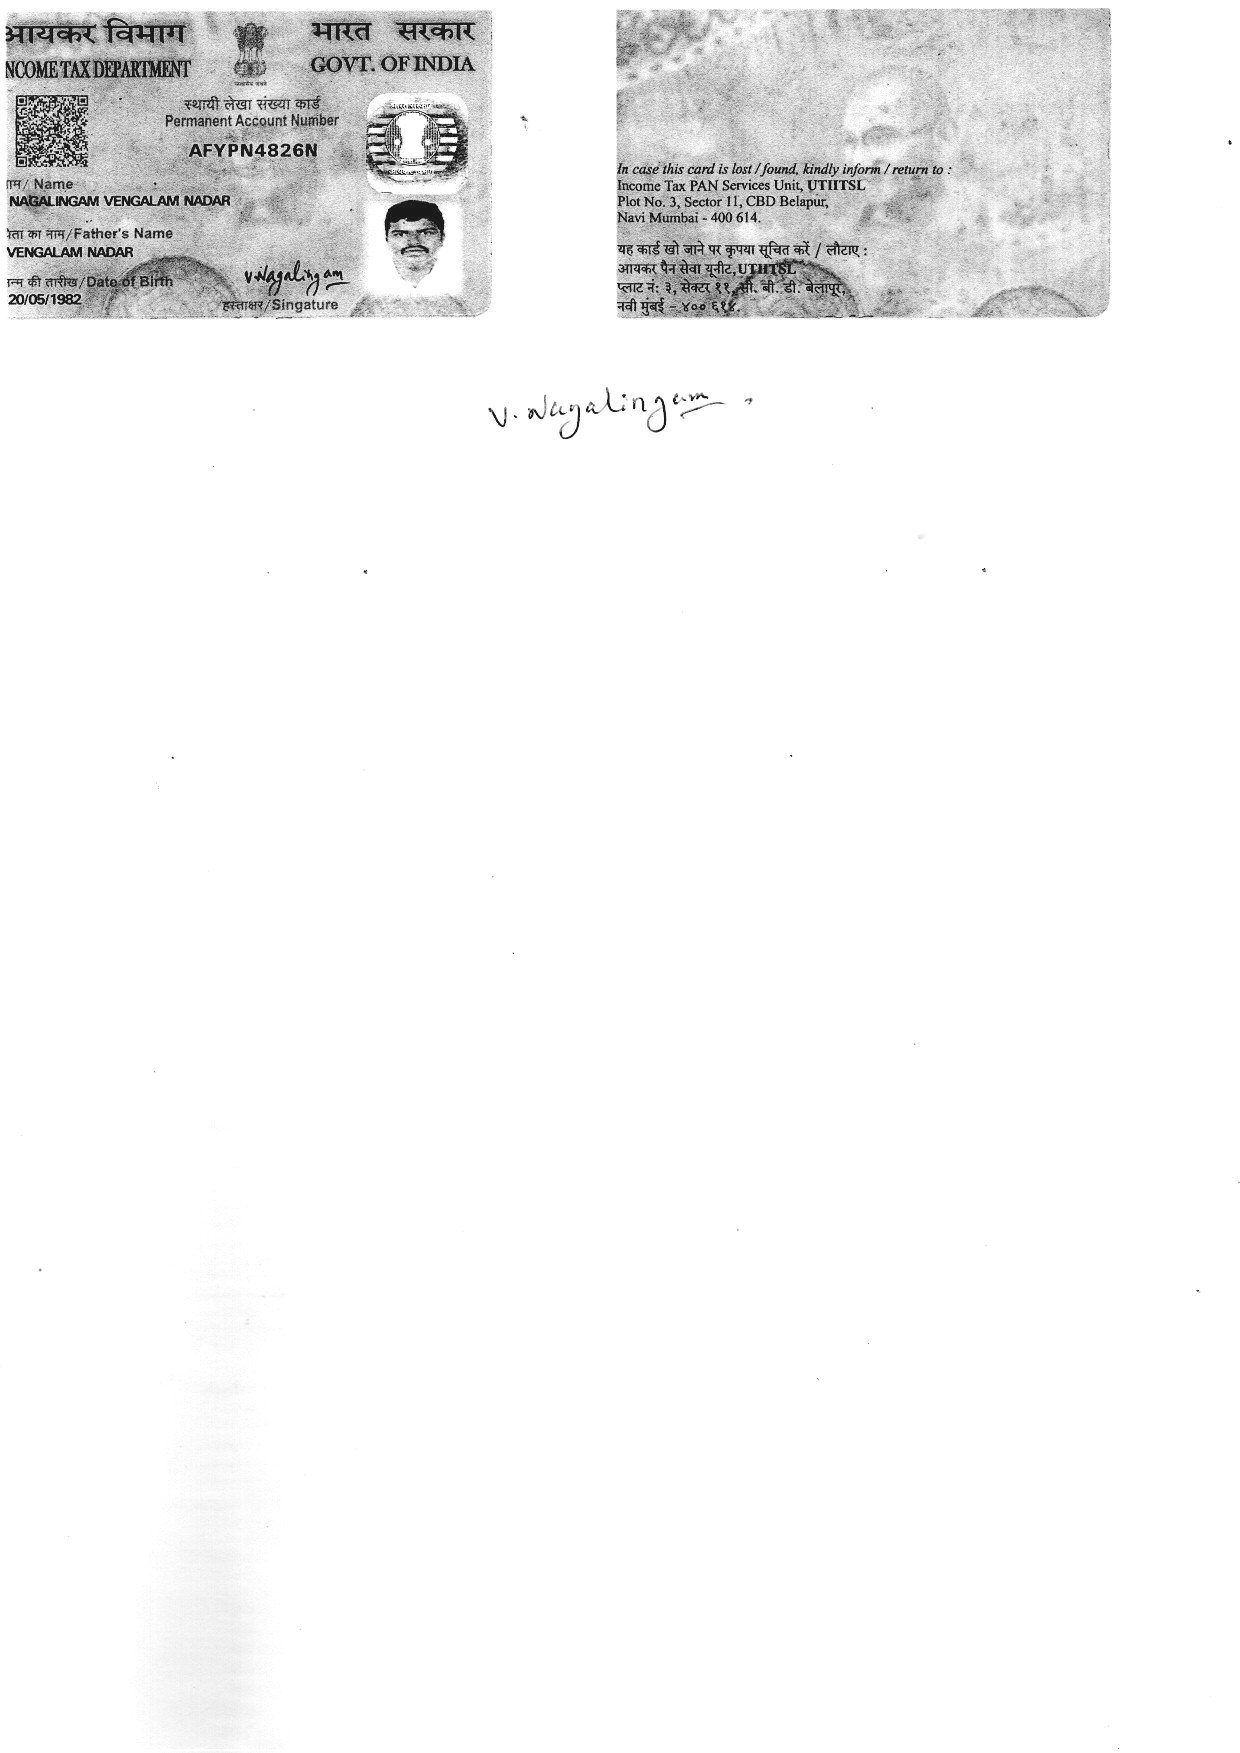 आयकर विभाग
INCOME TAX DEPARTMENT
भारत सरकार
GOVT. OF INDIA
स्थायी लेखा संख्या कार्ड
Permanent Account Number
AFYPN4826N
नाम/ Name
NAGALINGAM VENGALAM NADAR
पिता का नाम/Father's Name
VENGALAM NADAR
जन्म की तारीख/Date of Birth
20/05/1982
V.Nagalingam
हस्ताक्षर/Singature
In case this card is lost / found, kindly inform / return to :
Income Tax PAN Services Unit, UTIITSL
Plot No. 3, Sector 11, CBD Belapur,
Navi Mumbai - 400 614.
यह कार्ड खो जाने पर कृपया सूचित करें / लौटाए :
आयकर पैन सेवा यूनीट, UTIITSL
प्लाट नं: ३, सेक्टर ११, सी. बी. डी. बेलापूर,
नवी मुंबई - ४०० ६१४.
V. Nagalingam